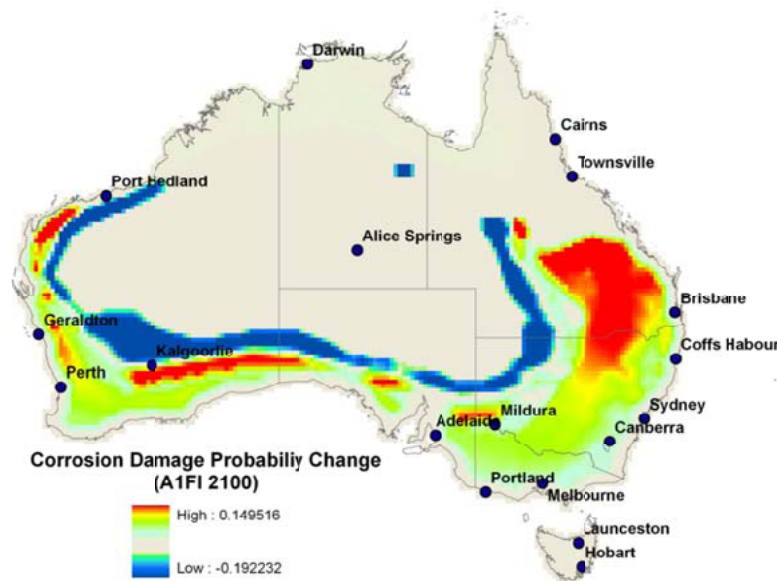 Darwin
Cairns
Townsville
Port Hedland
Alice Springs
Brisbane
Geraldton
Coffs Habour
Kalgoorlie
Perth
Sydney
Mildura
Adelaid
Canberra
Corrosion Damage Probabiliy Change
(A1FI 2100)
Portland
Melbourne
High : 0.149516
Launceston
Hobart
Low : -0.192232